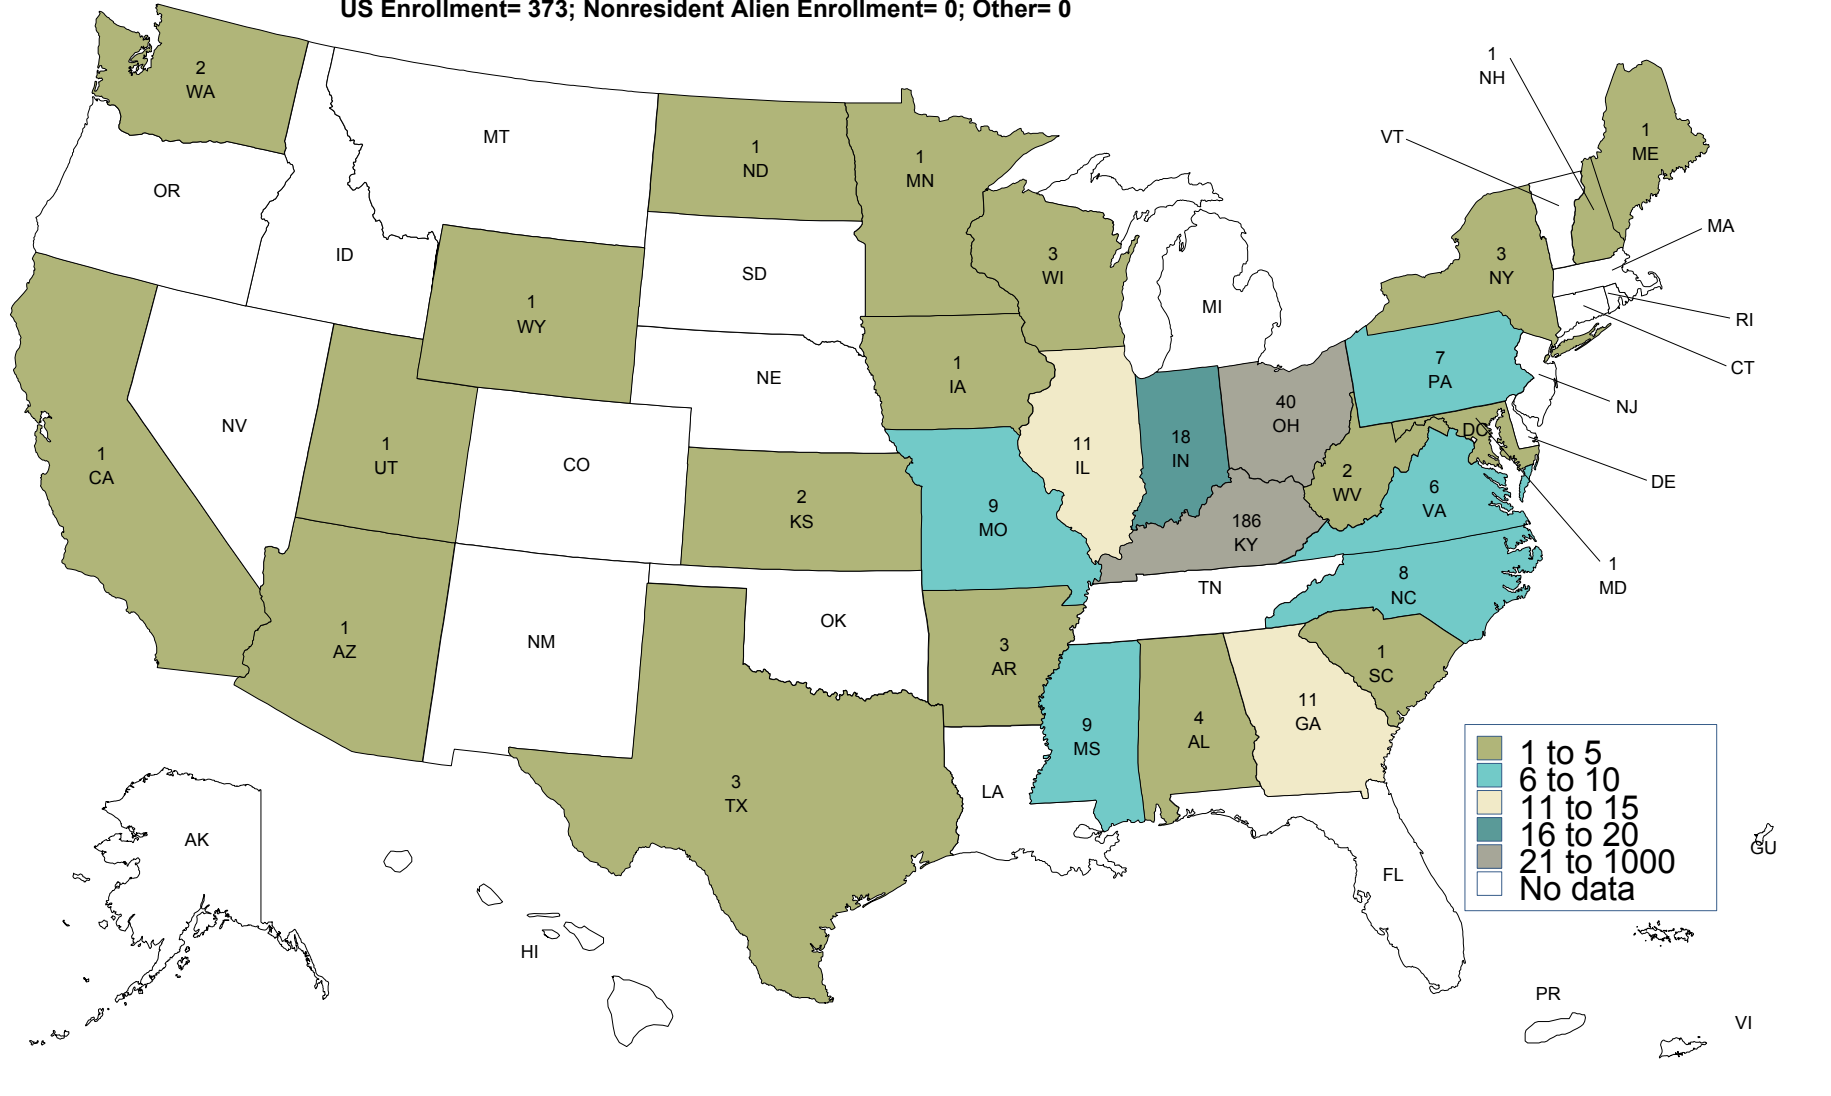 US Enrollment= 373; Nonresident Alien Enrollment= 0; Other= 0
2
WA
MT
1
ND
1
MN
1
NH
VT
1
ME
OR
ID
MA
3
WI
3
NY
SD
1
WY
MI
RI
7
PA
CT
1
IA
NE
NJ
40
OH
NV
1
UT
CO
11
IL
18
IN
DC
1
CA
2
WV
DE
2
KS
9
MO
6
VA
186
KY
1
MD
TN
8
NC
1
AZ
NM
OK
3
AR
1
SC
11
GA
9
MS
4
AL
3
TX
LA
1 to 5
6 to 10
11 to 15
16 to 20
21 to 1000
No data
AK
GU
FL
HI
PR
VI